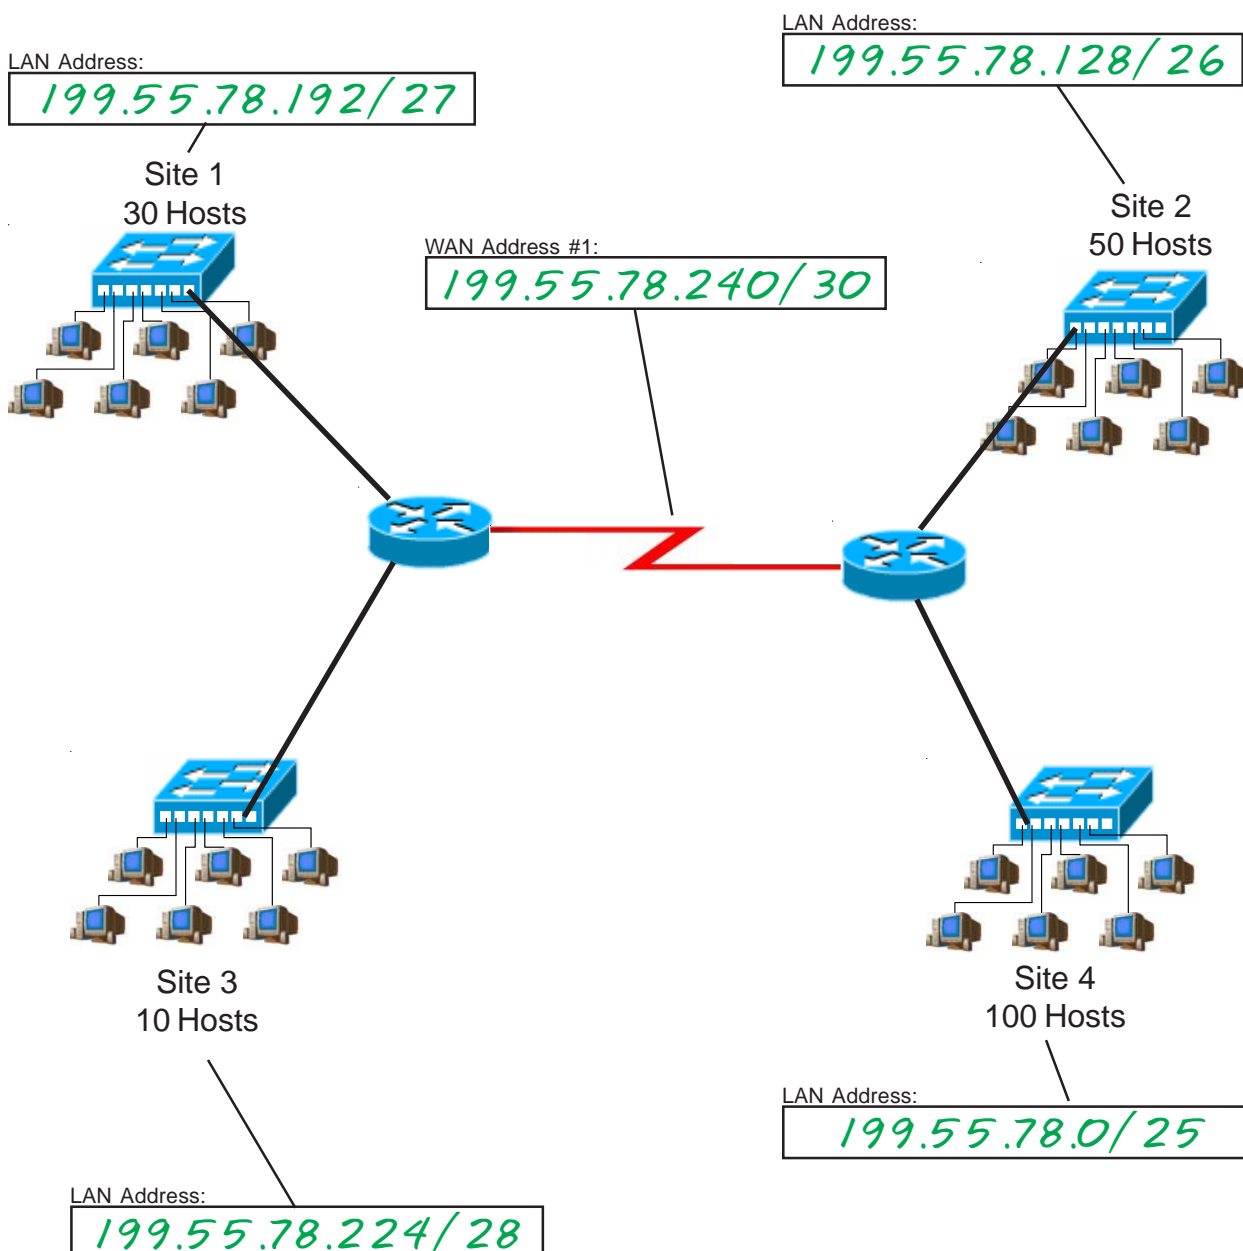 LAN Address:
199.55.78.192/27
Site 1
30 Hosts
LAN Address:
199.55.78.128/26
Site 2
50 Hosts
WAN Address #1:
199.55.78.240/30
Site 3
10 Hosts
LAN Address:
199.55.78.224/28
Site 4
100 Hosts
LAN Address:
199.55.78.0/25